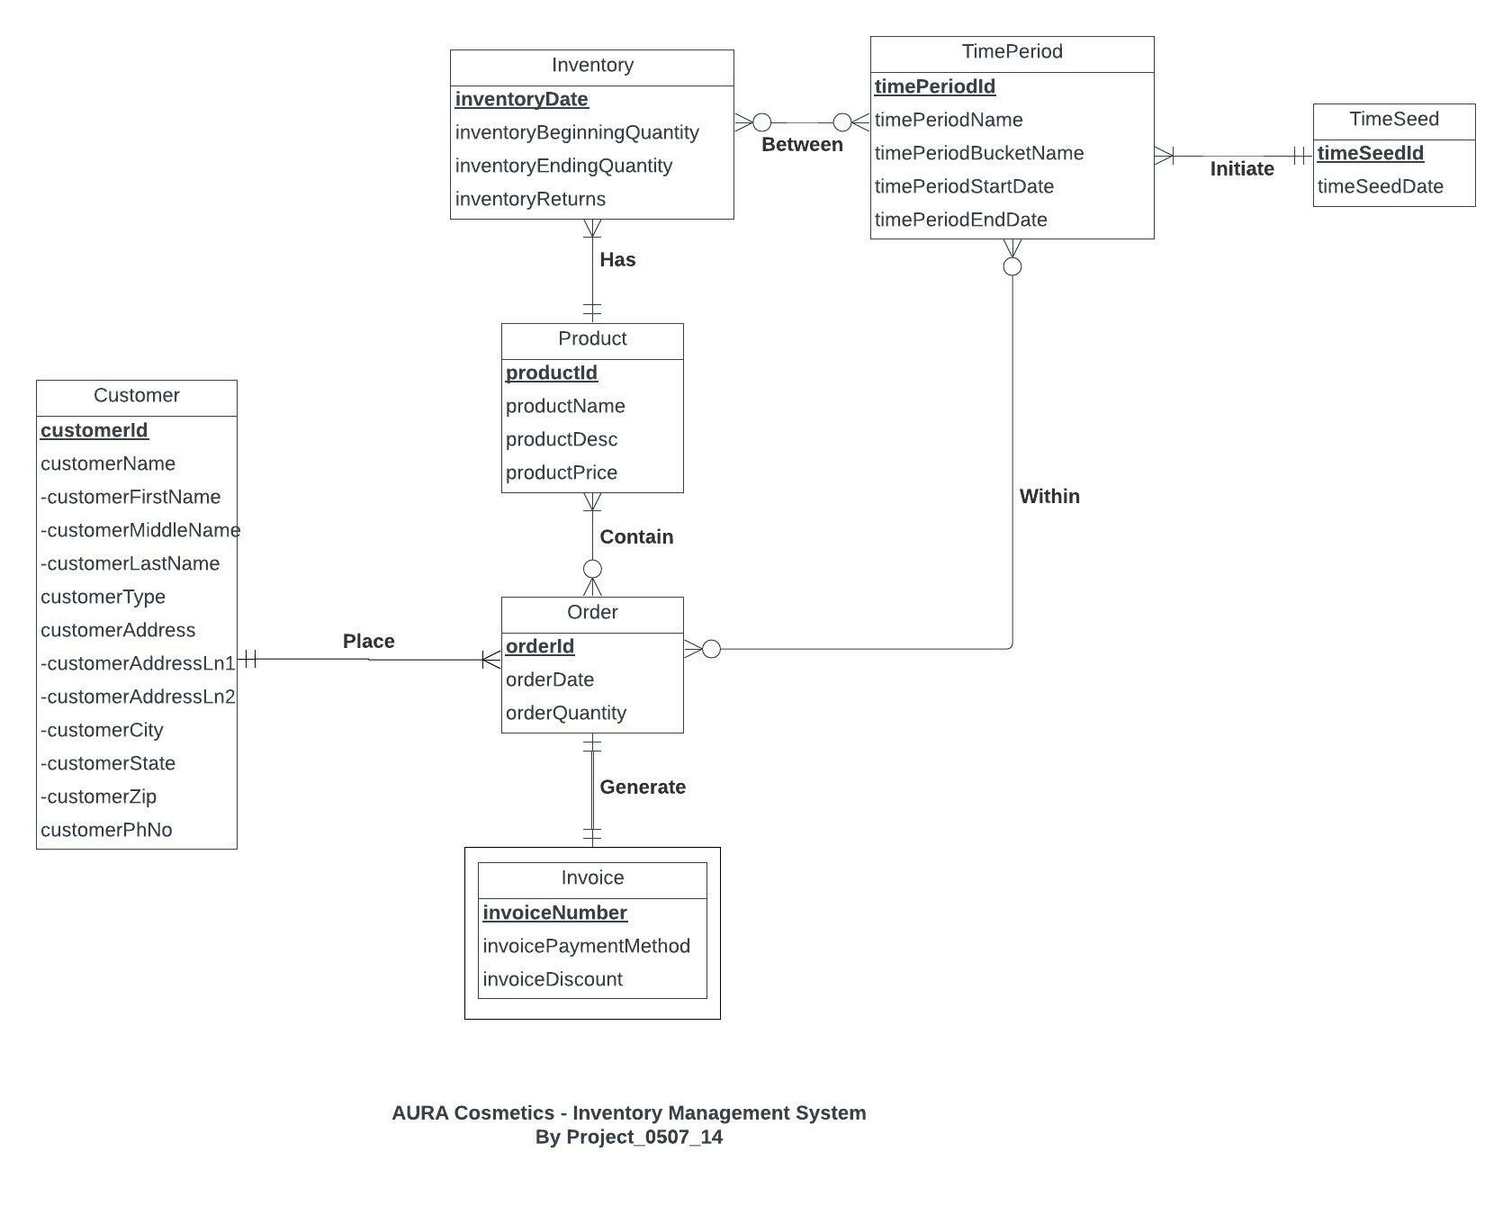 Inventory
inventoryDate
inventoryBeginningQuantity
inventoryEndingQuantity
inventoryReturns
Between
TimePeriod
timePeriodId
timePeriodName
timePeriodBucketName
timePeriodStartDate
timePeriodEndDate
Initiate
TimeSeed
timeSeedId
timeSeedDate
Has
Product
productId
productName
productDesc
productPrice
Within
Contain
Customer
customerId
customerName
-customerFirstName
-customerMiddleName
-customerLastName
customerType
customerAddress
-customerAddressLn1
-customerAddressLn2
-customerCity
-customerState
-customerZip
customerPhNo
Place
Order
orderId
orderDate
orderQuantity
Generate
Invoice
invoiceNumber
invoicePaymentMethod
invoiceDiscount
AURA Cosmetics - Inventory Management System
By Project_0507_14